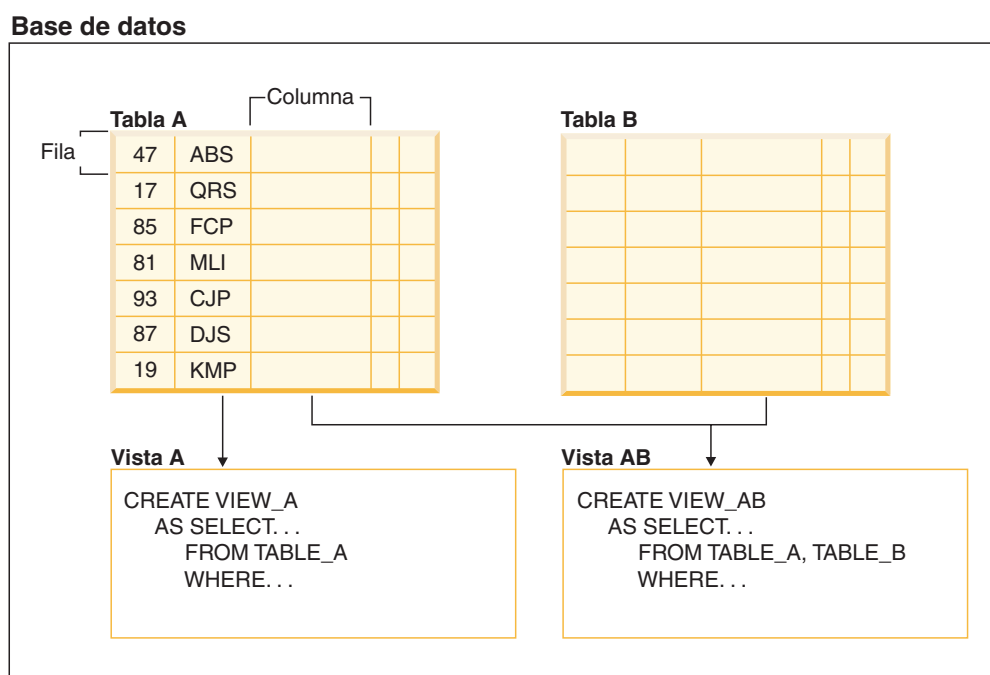 Base de datos
Columna
Tabla A
Tabla B
Fila
47 ABS
17 QRS
85 FCP
81 MLI
93 CJP
87 DJS
19 KMP
Vista A
CREATE VIEW_A
AS SELECT. . .
FROM TABLE_A
WHERE. . .
Vista AB
CREATE VIEW_AB
AS SELECT. . .
FROM TABLE_A, TABLE_B
WHERE. . .